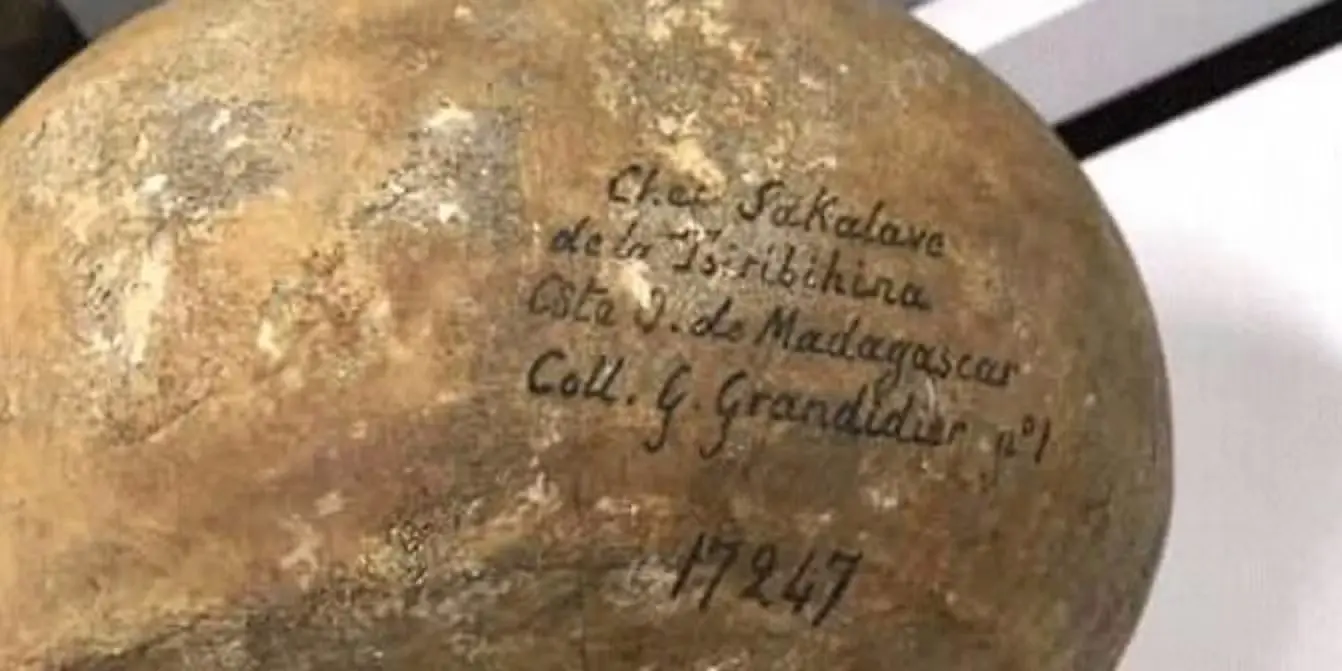 Chef Sakalave
de la Tsiribihina
Côte O. de Madagascar
Coll. G. Grandidier n°1
17247